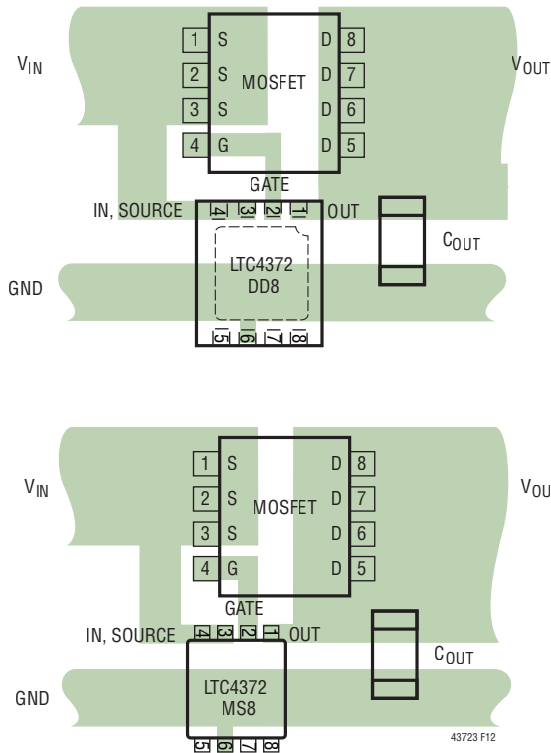 1 S D 8
VIN 2 S MOSFET D 7 VOUT
3 S D 6
4 G D 5
GATE
IN, SOURCE 4 3 2 1 OUT
COUT
LTC4372
DD8
GND
5 6 7 8
1 S D 8
VIN 2 S MOSFET D 7 VOU
3 S D 6
4 G D 5
GATE
IN, SOURCE 4 3 2 1 OUT
COUT
LTC4372
MS8
GND
5 6 7 8
43723 F12